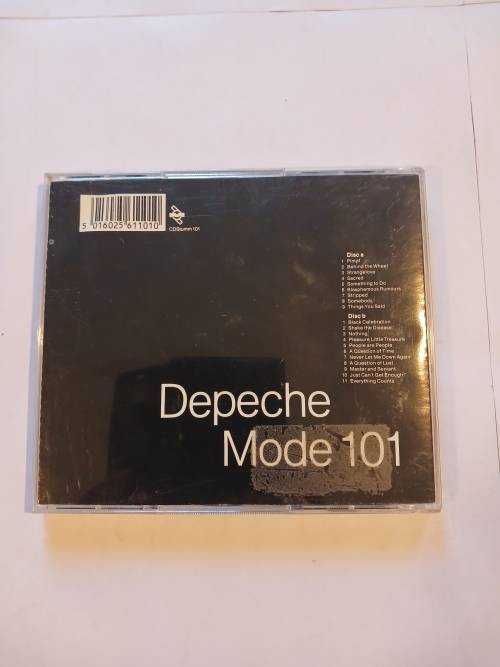 5 016025 611010
CDStumm 101
Disc a
1 Pimpf
2 Behind the Wheel
3 Strangelove
4 Sacred
5 Something to Do
6 Blasphemous Rumours
7 Stripped
8 Somebody
9 Things You Said
Disc b
1 Black Celebration
2 Shake the Disease
3 Nothing
4 Pleasure Little Treasure
5 People are People
6 A Question of Time
7 Never Let Me Down Again
8 A Question of Lust
9 Master and Servant
10 Just Can't Get Enough
11 Everything Counts
Depeche
Mode 101